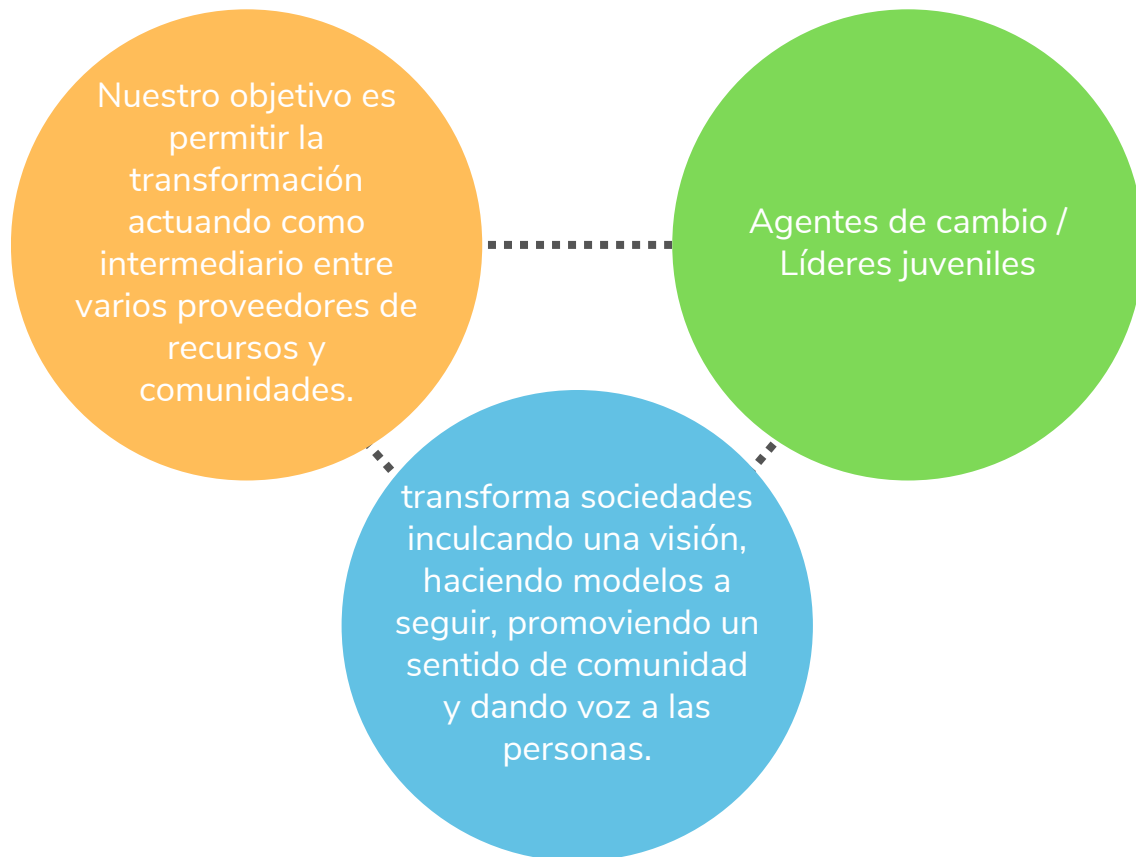 Nuestro objetivo es
permitir la
transformación
actuando como
intermediario entre
varios proveedores de
recursos y
comunidades.
Agentes de cambio /
Líderes juveniles
transforma sociedades
inculcando una visión,
haciendo modelos a
seguir, promoviendo un
sentido de comunidad
y dando voz a las
personas.